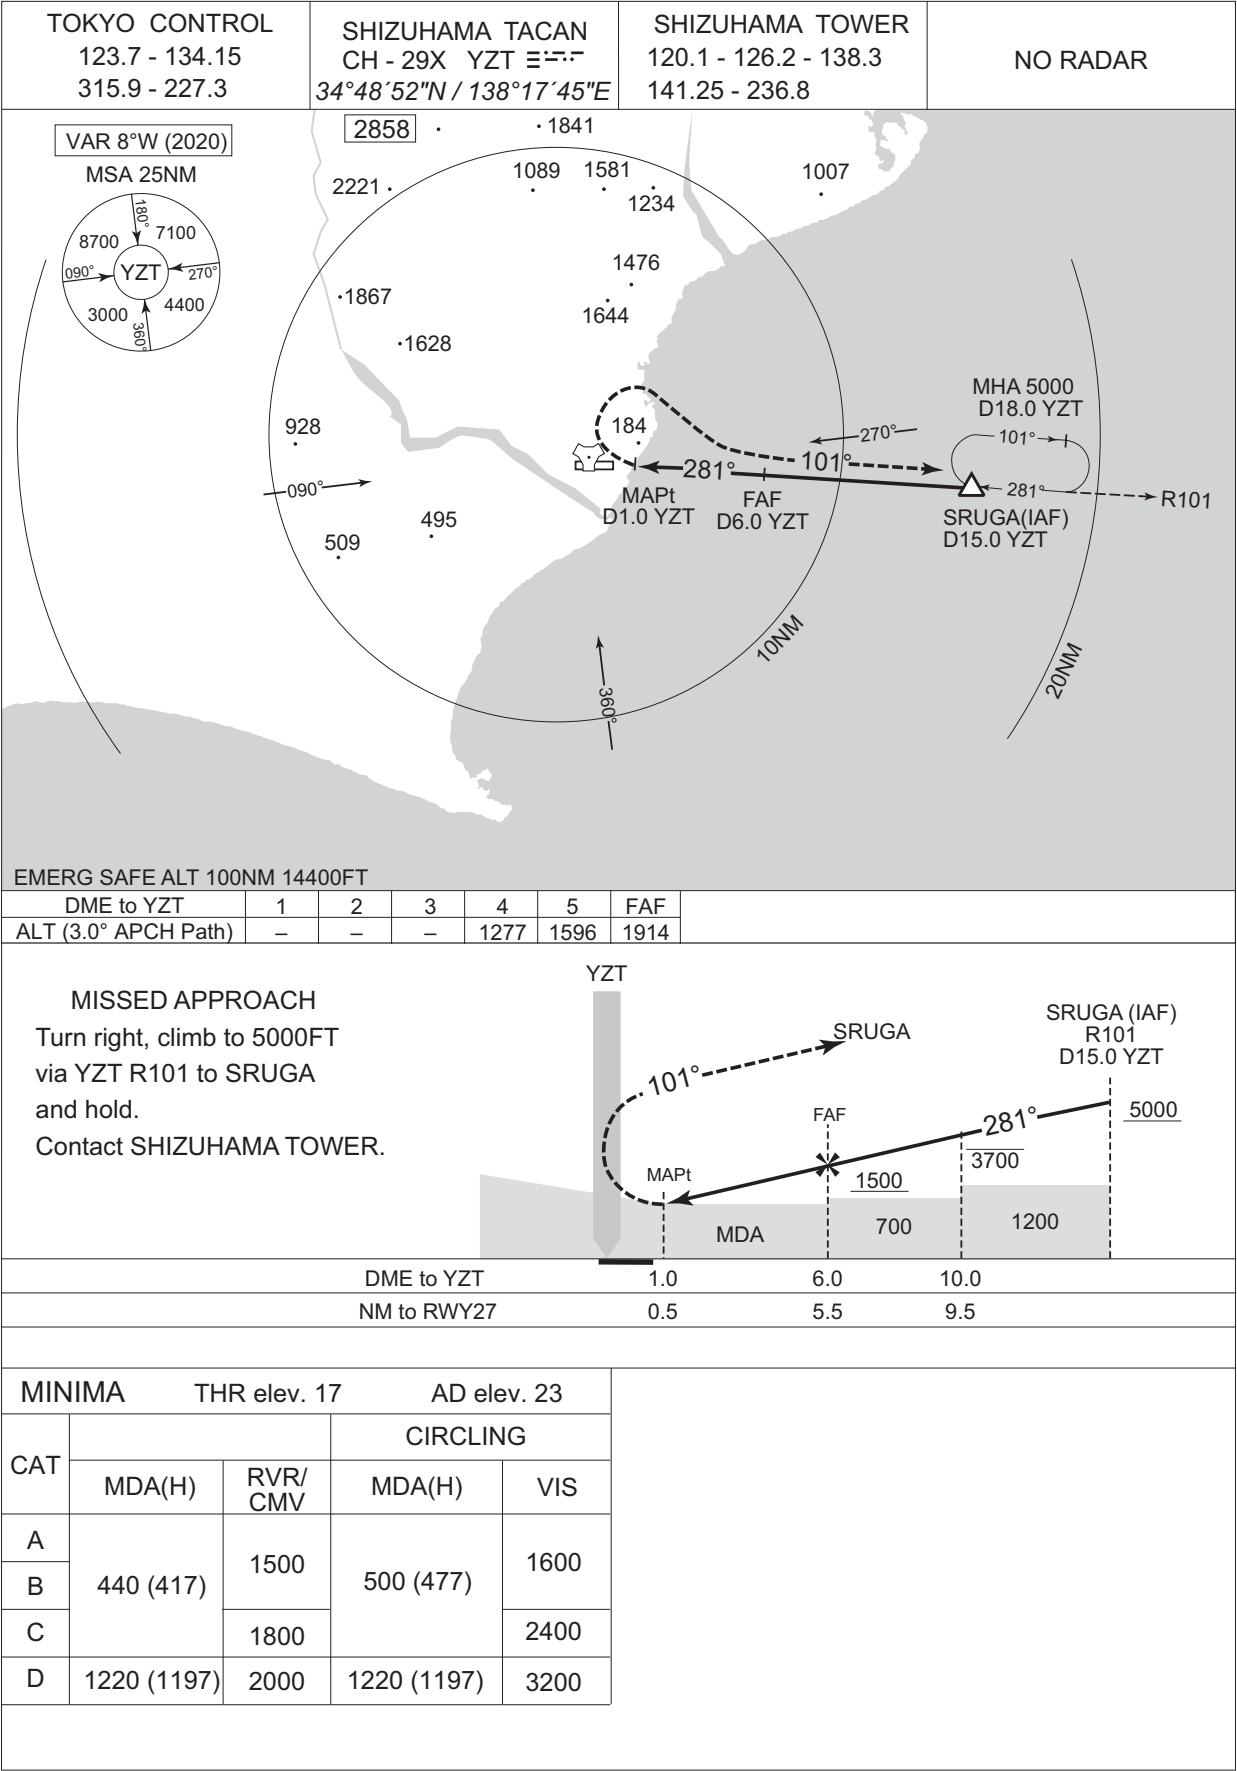 TOKYO CONTROL
123.7 - 134.15
315.9 - 227.3
SHIZUHAMA TACAN
CH - 29X YZT
34°48´52"N / 138°17´45"E
SHIZUHAMA TOWER
120.1 - 126.2 - 138.3
141.25 - 236.8
NO RADAR
VAR 8°W (2020)
MSA 25NM
180°
8700
7100
090°
YZT
270°
3000
4400
360°
2858
1841
2221
1089
1581
1234
1007
1476
1867
1644
1628
928
184
MHA 5000
D18.0 YZT
270°
101°
101°
281°
281°
R101
090°
MAPt
D1.0 YZT
FAF
D6.0 YZT
SRUGA(IAF)
D15.0 YZT
495
509
10NM
20NM
360°
EMERG SAFE ALT 100NM 14400FT
DME to YZT 1 2 3 4 5 FAF
ALT (3.0° APCH Path) – – – 1277 1596 1914
MISSED APPROACH
Turn right, climb to 5000FT
via YZT R101 to SRUGA
and hold.
Contact SHIZUHAMA TOWER.
YZT
SRUGA
101°
SRUGA (IAF)
R101
D15.0 YZT
FAF
281°
5000
3700
MAPt
1500
MDA
700
1200
DME to YZT 1.0 6.0 10.0
NM to RWY27 0.5 5.5 9.5
MINIMA THR elev. 17 AD elev. 23
CAT
CIRCLING
MDA(H)
RVR/
CMV
MDA(H)
VIS
A
B
C
440 (417)
1500
1800
500 (477)
1600
2400
D 1220 (1197) 2000 1220 (1197) 3200